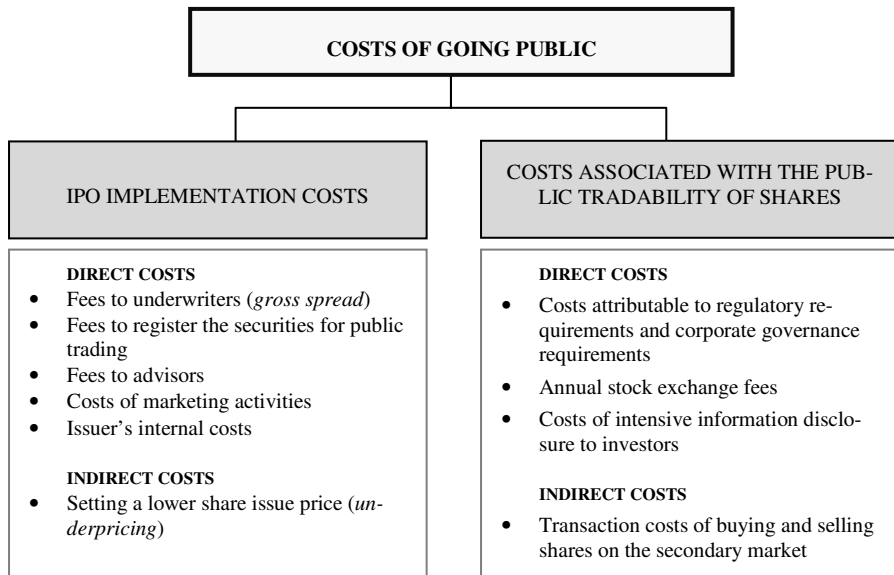 COSTS OF GOING PUBLIC
IPO IMPLEMENTATION COSTS
DIRECT COSTS
• Fees to underwriters (gross spread)
• Fees to register the securities for public
trading
• Fees to advisors
• Costs of marketing activities
• Issuer's internal costs
INDIRECT COSTS
• Setting a lower share issue price (un-
derpricing)
COSTS ASSOCIATED WITH THE PUB-
LIC TRADABILITY OF SHARES
DIRECT COSTS
• Costs attributable to regulatory re-
quirements and corporate governance
requirements
• Annual stock exchange fees
• Costs of intensive information disclo-
sure to investors
INDIRECT COSTS
• Transaction costs of buying and selling
shares on the secondary market